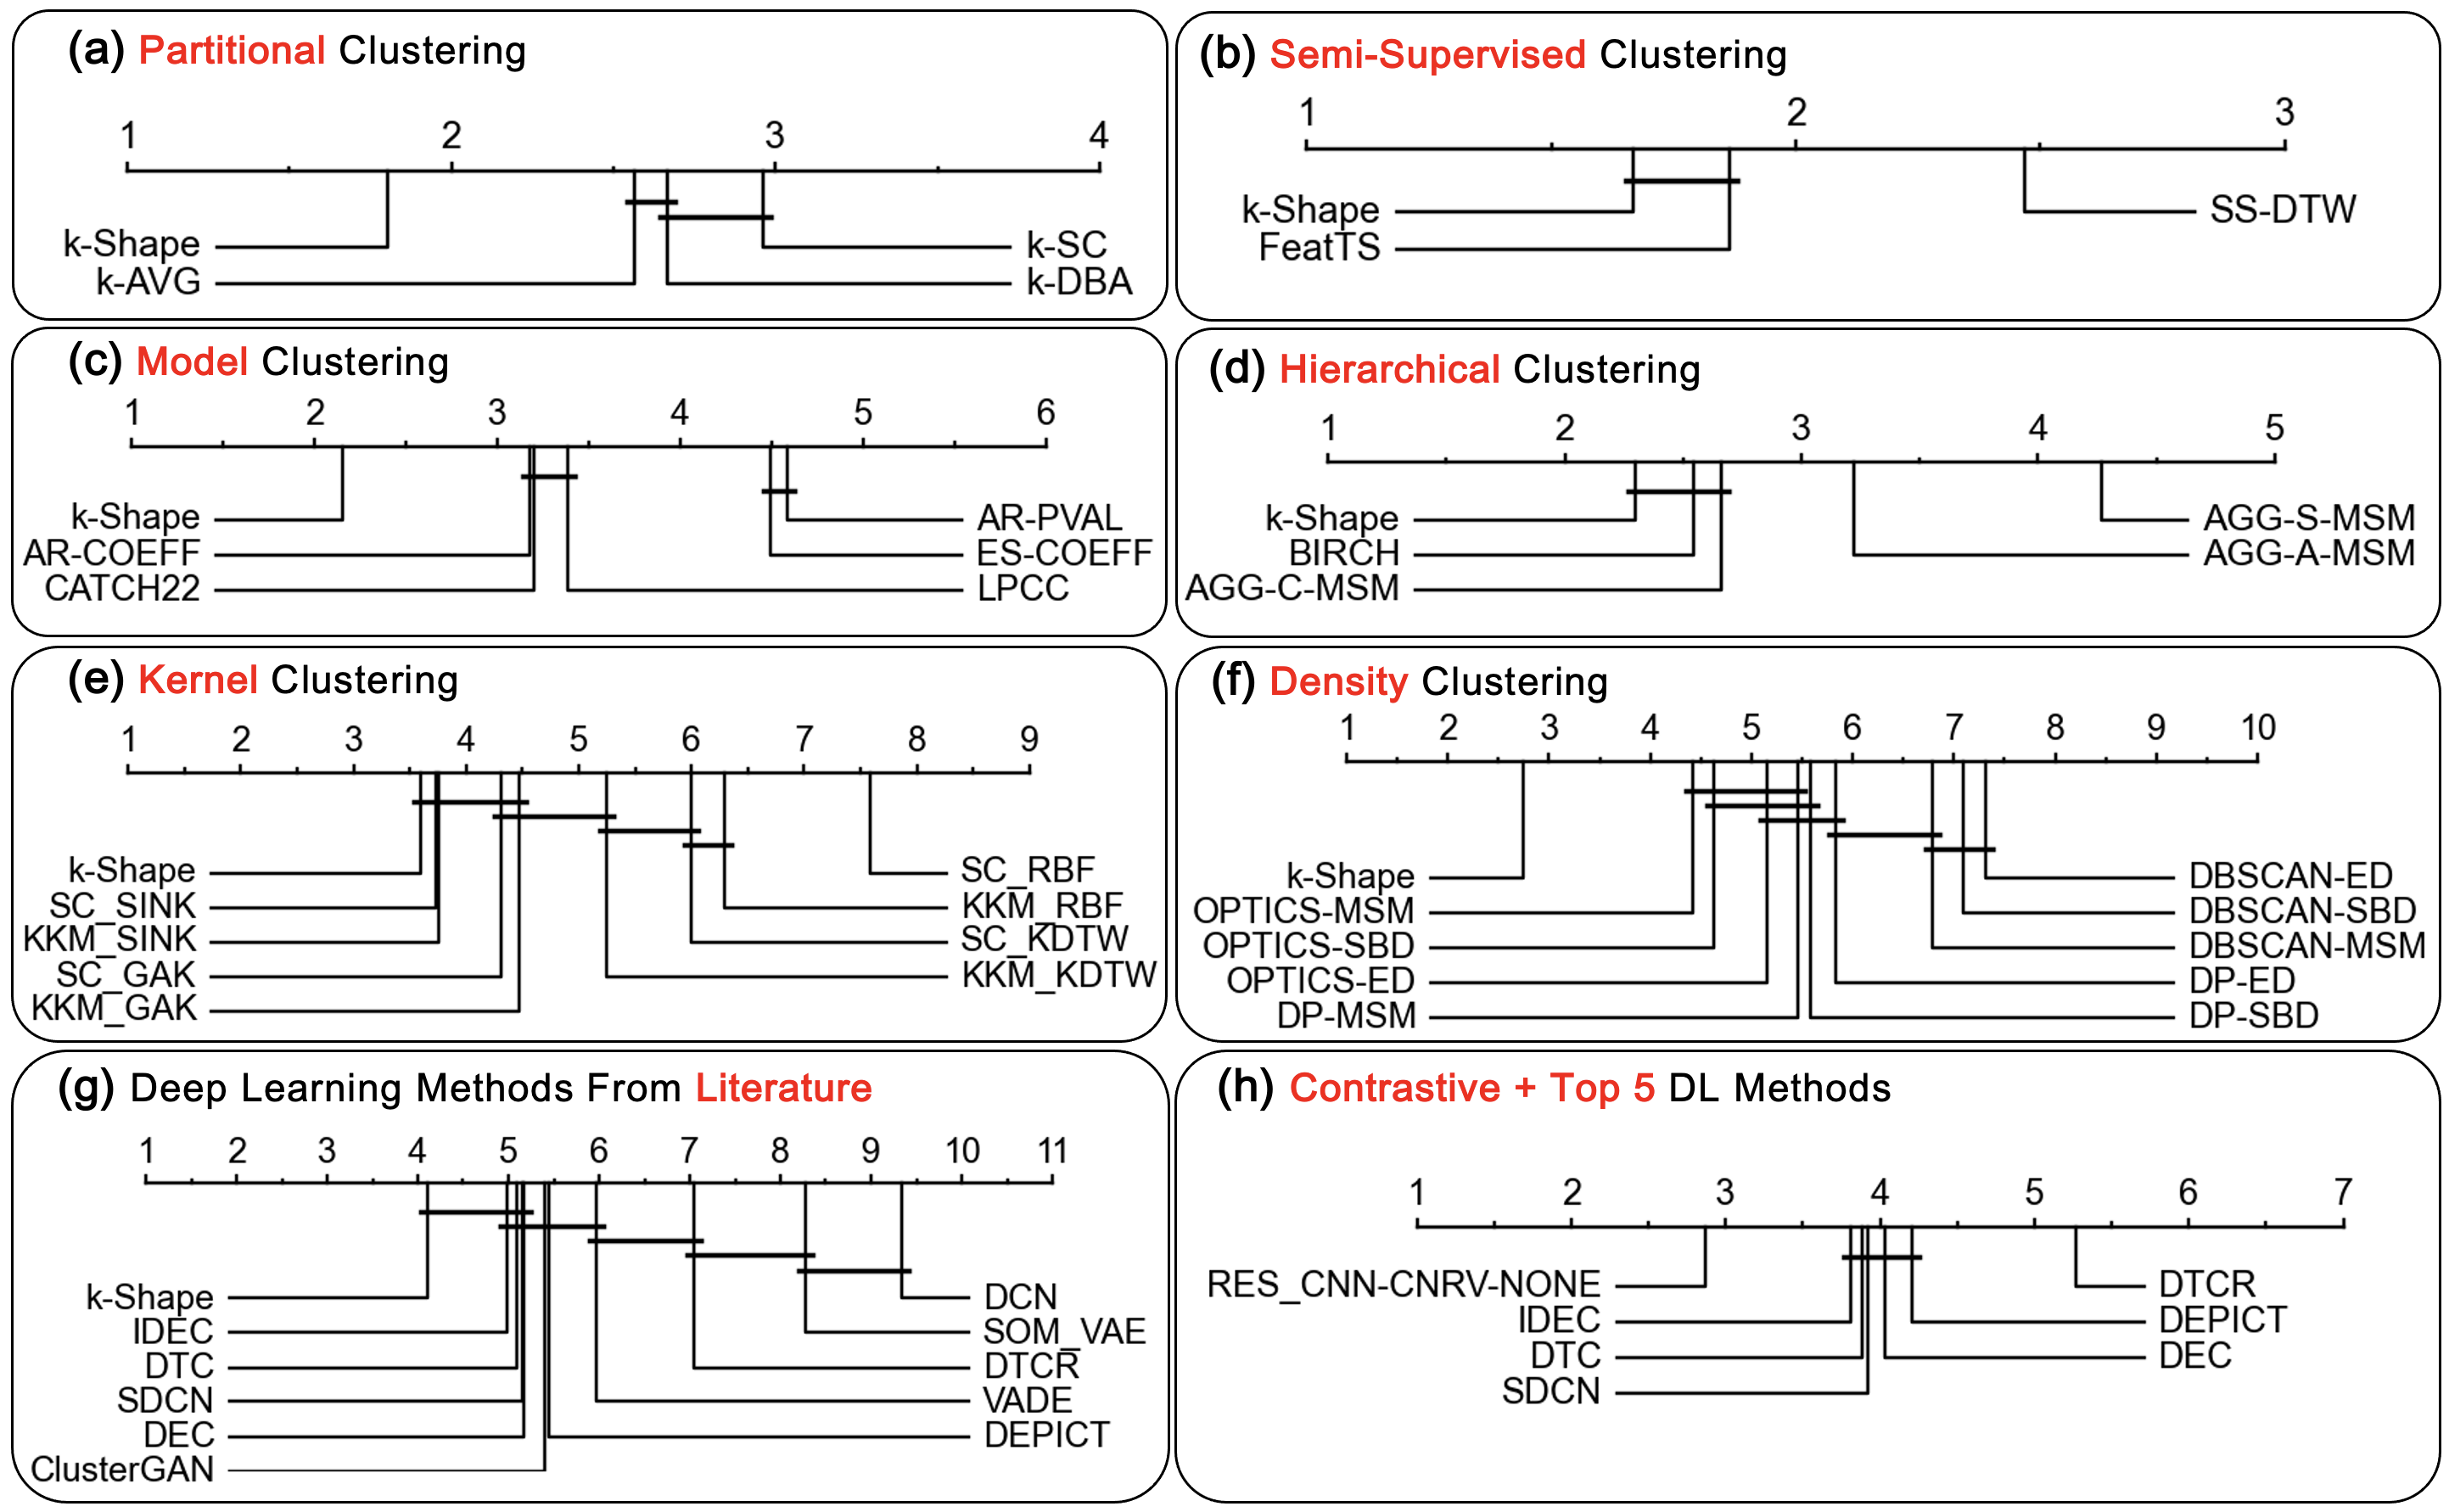 (a) Partitional Clustering
1 2 3 4
k-Shape
k-AVG
k-SC
k-DBA
(b) Semi-Supervised Clustering
1 2 3
k-Shape
FeatTS
SS-DTW
(c) Model Clustering
1 2 3 4 5 6
k-Shape
AR-COEFF
CATCH22
AR-PVAL
ES-COEFF
LPCC
(d) Hierarchical Clustering
1 2 3 4 5
k-Shape
BIRCH
AGG-C-MSM
AGG-S-MSM
AGG-A-MSM
(e) Kernel Clustering
1 2 3 4 5 6 7 8 9
k-Shape
SC_SINK
KKM_SINK
SC_GAK
KKM_GAK
SC_RBF
KKM_RBF
SC_KDTW
KKM_KDTW
(f) Density Clustering
1 2 3 4 5 6 7 8 9 10
k-Shape
OPTICS-MSM
OPTICS-SBD
OPTICS-ED
DP-MSM
DBSCAN-ED
DBSCAN-SBD
DBSCAN-MSM
DP-ED
DP-SBD
(g) Deep Learning Methods From Literature
1 2 3 4 5 6 7 8 9 10 11
k-Shape
IDEC
DTC
SDCN
DEC
ClusterGAN
DCN
SOM_VAE
DTCR
VADE
DEPICT
(h) Contrastive + Top 5 DL Methods
1 2 3 4 5 6 7
RES_CNN-CNRV-NONE
IDEC
DTC
SDCN
DTCR
DEPICT
DEC